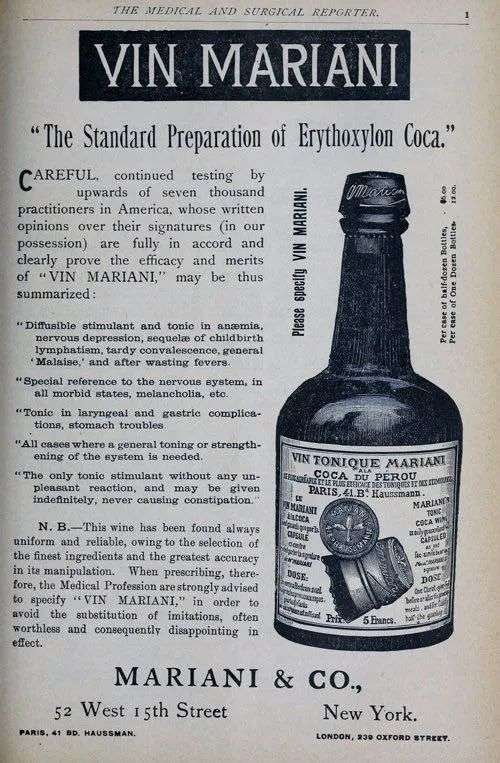 THE MEDICAL AND SURGICAL REPORTER.
1
VIN MARIANI
"The Standard Preparation of Erythoxylon Coca."
CAREFUL, continued testing by
upwards of seven thousand
practitioners in America, whose written
opinions over their signatures (in our
possession) are fully in accord and
clearly prove the efficacy and merits
of "VIN MARIANI," may be thus
summarized:
"Diffusible stimulant and tonic in anæmia,
nervous depression, sequelæ of childbirth
lymphatism, tardy convalescence, general
'Malaise,' and after wasting fevers.
"Special reference to the nervous system, in
all morbid states, melancholia, etc.
"Tonic in laryngeal and gastric complica-
tions, stomach troubles
"All cases where a general toning or strength-
ening of the system is needed.
"The only tonic stimulant without any un-
pleasant reaction, and may be given
indefinitely, never causing constipation."
N. B.—This wine has been found always
uniform and reliable, owing to the selection of
the finest ingredients and the greatest accuracy
in its manipulation. When prescribing, there-
fore, the Medical Profession are strongly advised
to specify "VIN MARIANI," in order to
avoid the substitution of imitations, often
worthless and consequently disappointing in
effect.
Please specify VIN MARIANI.
Per case of half-dozen Bottles,
Per case of One Dozen Bottles, 12.00.
Mariani
VIN TONIQUE MARIANI
A LA
COCA DU PÉROU
PARIS, 41. Bd. Haussmann.
VIN MARIANI
CAPSULE
DOSE:
MARIANI
TONIC
COCA WINE
CAPSULED
DOSE
Prix: 5 Francs.
MARIANI & CO.,
52 West 15th Street
New York.
PARIS, 41 BD. HAUSSMAN.
LONDON, 239 OXFORD STREET.